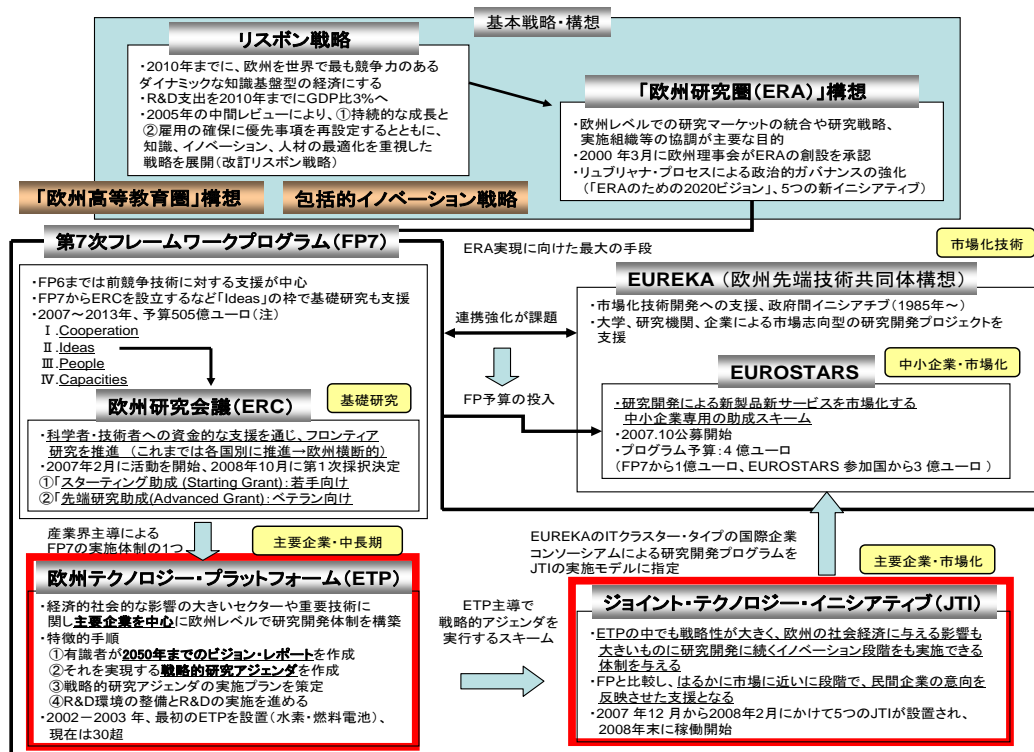 基本戦略・構想
リスボン戦略
・2010年までに、欧州を世界で最も競争力のある
ダイナミックな知識基盤型の経済にする
・R&D支出を2010年までにGDP比3%へ
・2005年の中間レビューにより、①持続的な成長と
②雇用の確保に優先事項を再設定するとともに、
知識、イノベーション、人材の最適化を重視した
戦略を展開(改訂リスボン戦略)
「欧州研究圏(ERA)」構想
・欧州レベルでの研究マーケットの統合や研究戦略、
実施組織等の協調が主要な目的
・2000 年3月に欧州理事会がERAの創設を承認
・リュブリャナ・プロセスによる政治的ガバナンスの強化
(「ERAのための2020ビジョン」、5つの新イニシアティブ)
「欧州高等教育圏」構想
包括的イノベーション戦略
第7次フレームワークプログラム(FP7)
・FP6までは前競争技術に対する支援が中心
・FP7からERCを設立するなど「Ideas」の枠で基礎研究も支援
・2007~2013年、予算505億ユーロ(注)
Ⅰ.Cooperation
Ⅱ.Ideas
Ⅲ.People
Ⅳ.Capacities
ERA実現に向けた最大の手段
市場化技術
EUREKA(欧州先端技術共同体構想)
・市場化技術開発への支援、政府間イニシアチブ(1985年~)
・大学、研究機関、企業による市場志向型の研究開発プロジェクトを
支援
連携強化が課題
FP予算の投入
中小企業・市場化
EUROSTARS
・研究開発による新製品新サービスを市場化する
中小企業専用の助成スキーム
・2007.10公募開始
・プログラム予算:4 億ユーロ
(FP7から1億ユーロ、EUROSTARS 参加国から3 億ユーロ )
基礎研究
欧州研究会議(ERC)
・科学者・技術者への資金的な支援を通じ、フロンティア
研究を推進 (これまでは各国別に推進→欧州横断的)
・2007年2月に活動を開始、2008年10月に第1次採択決定
①「スターティング助成 (Starting Grant):若手向け
②「先端研究助成(Advanced Grant):ベテラン向け
産業界主導による
FP7の実施体制の1つ
主要企業・中長期
欧州テクノロジー・プラットフォーム(ETP)
・経済的社会的な影響の大きいセクターや重要技術に
関し主要企業を中心に欧州レベルで研究開発体制を構築
・特徴的手順
①有識者が2050年までのビジョン・レポートを作成
②それを実現する戦略的研究アジェンダを作成
③戦略的研究アジェンダの実施プランを策定
④R&D環境の整備とR&Dの実施を進める
・2002-2003 年、最初のETPを設置(水素・燃料電池)、
現在は30超
ETP主導で
戦略的アジェンダを
実行するスキーム
EUREKAのITクラスター・タイプの国際企業
コンソーシアムによる研究開発プログラムを
JTIの実施モデルに指定
主要企業・市場化
ジョイント・テクノロジー・イニシアティブ(JTI)
・ETPの中でも戦略性が大きく、欧州の社会経済に与える影響も
大きいものに研究開発に続くイノベーション段階をも実施できる
体制を与える
・FPと比較し、はるかに市場に近いに段階で、民間企業の意向を
反映させた支援となる
・2007 年12 月から2008年2月にかけて5つのJTIが設置され、
2008年末に稼働開始